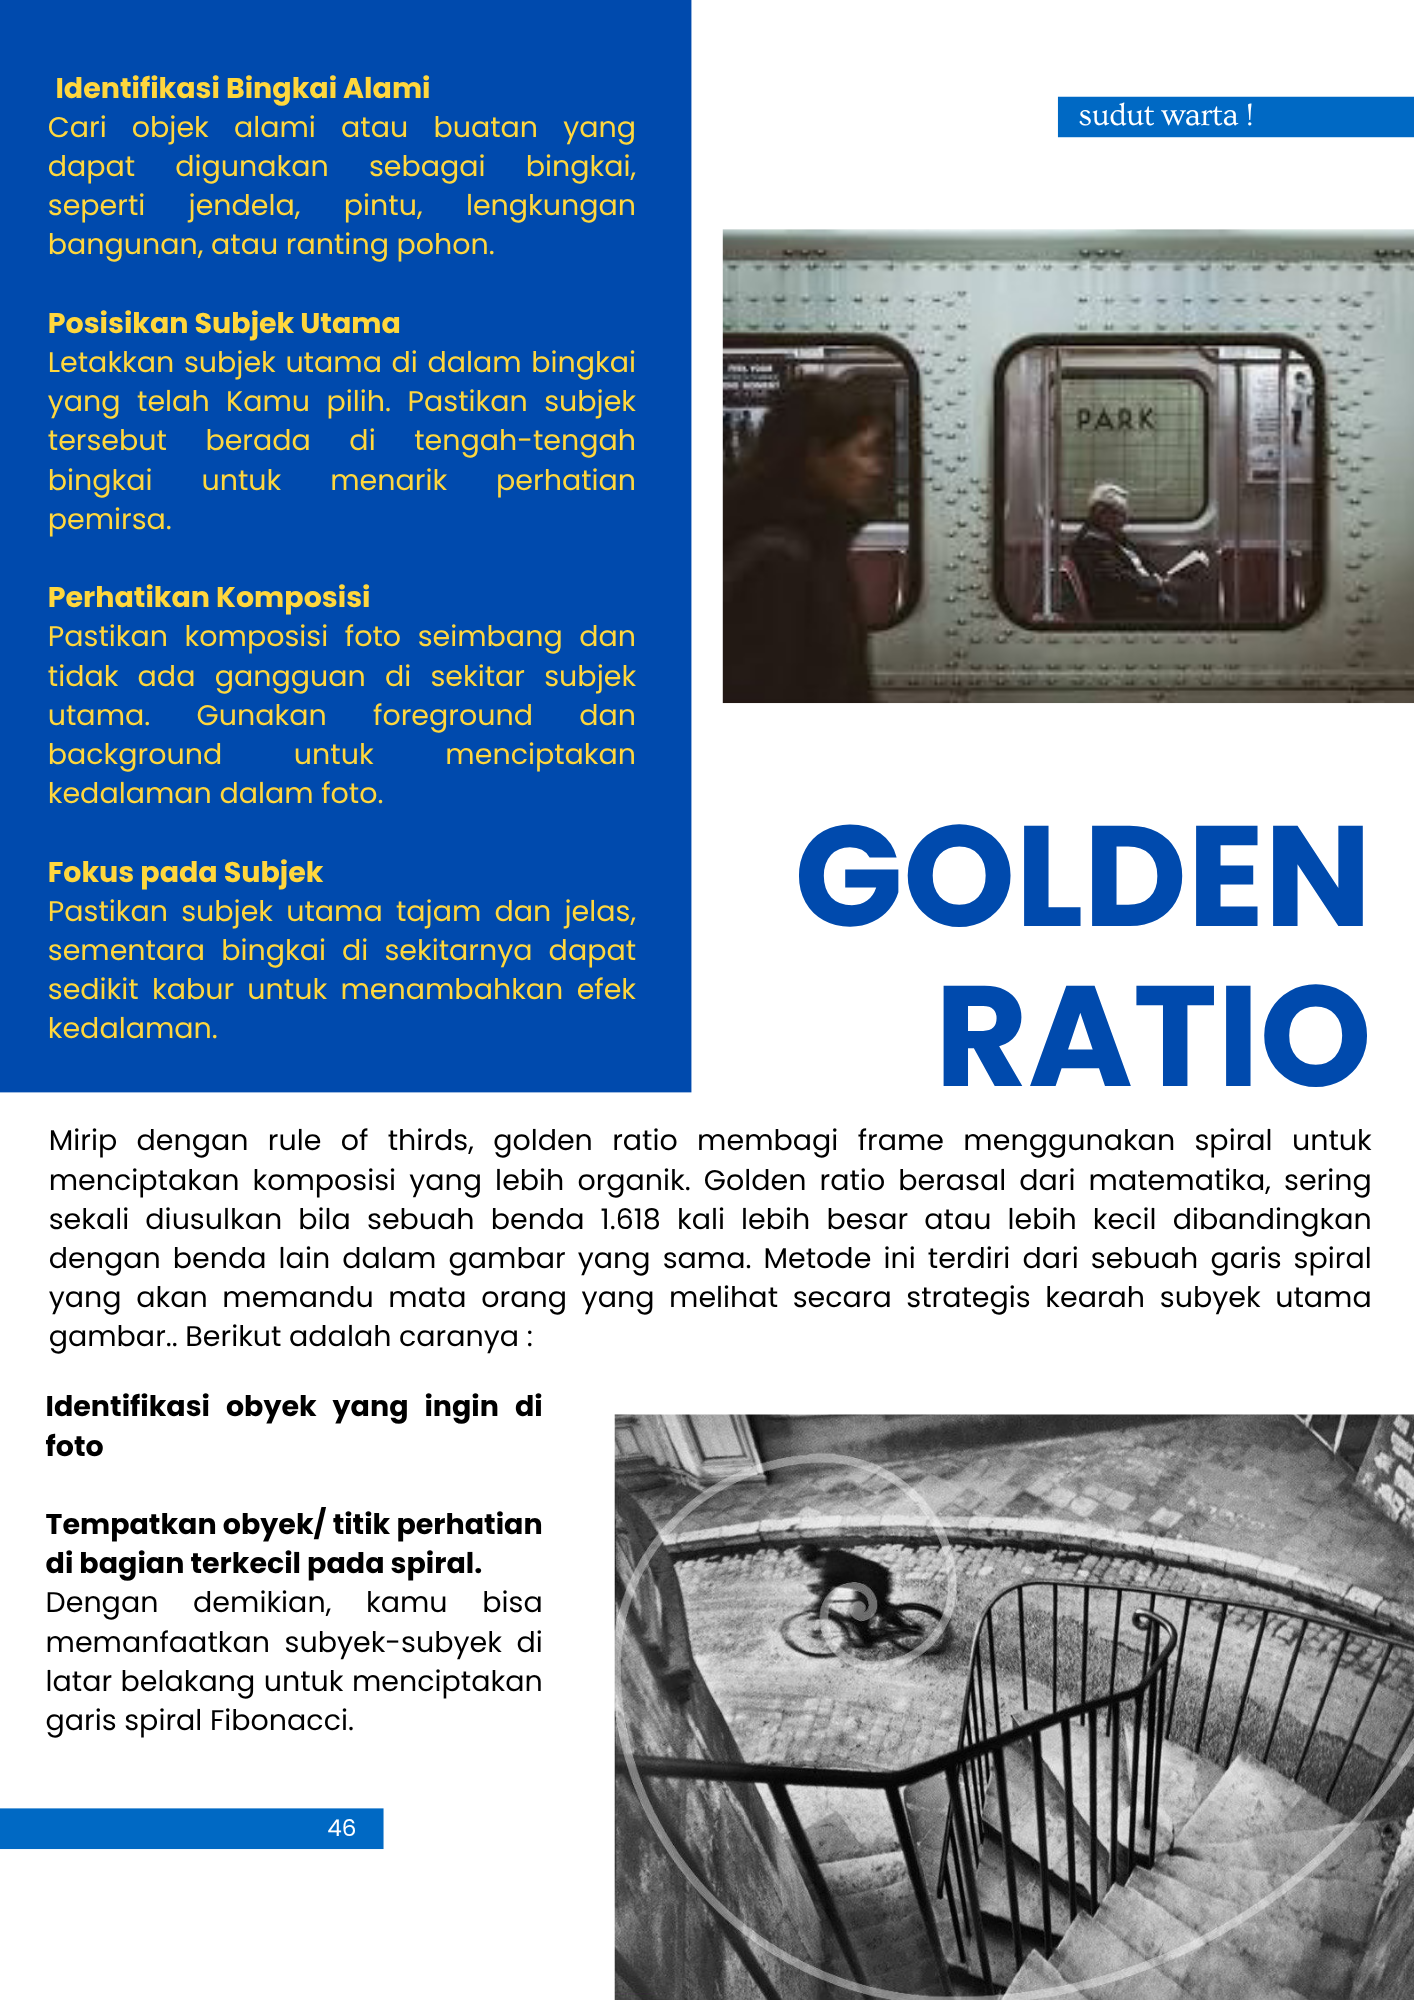 Identifikasi Bingkai Alami
Cari objek alami atau buatan yang
dapat digunakan sebagai bingkai,
seperti jendela, pintu, lengkungan
bangunan, atau ranting pohon.
Posisikan Subjek Utama
Letakkan subjek utama di dalam bingkai
yang telah Kamu pilih. Pastikan subjek
tersebut berada di tengah-tengah
bingkai untuk menarik perhatian
pemirsa.
Perhatikan Komposisi
Pastikan komposisi foto seimbang dan
tidak ada gangguan di sekitar subjek
utama. Gunakan foreground dan
background untuk menciptakan
kedalaman dalam foto.
Fokus pada Subjek
Pastikan subjek utama tajam dan jelas,
sementara bingkai di sekitarnya dapat
sedikit kabur untuk menambahkan efek
kedalaman.
sudut warta !
PARK
GOLDEN
RATIO
Mirip dengan rule of thirds, golden ratio membagi frame menggunakan spiral untuk
menciptakan komposisi yang lebih organik. Golden ratio berasal dari matematika, sering
sekali diusulkan bila sebuah benda 1.618 kali lebih besar atau lebih kecil dibandingkan
dengan benda lain dalam gambar yang sama. Metode ini terdiri dari sebuah garis spiral
yang akan memandu mata orang yang melihat secara strategis kearah subyek utama
gambar.. Berikut adalah caranya :
Identifikasi obyek yang ingin di
foto
Tempatkan obyek/ titik perhatian
di bagian terkecil pada spiral.
Dengan demikian, kamu bisa
memanfaatkan subyek-subyek di
latar belakang untuk menciptakan
garis spiral Fibonacci.
46